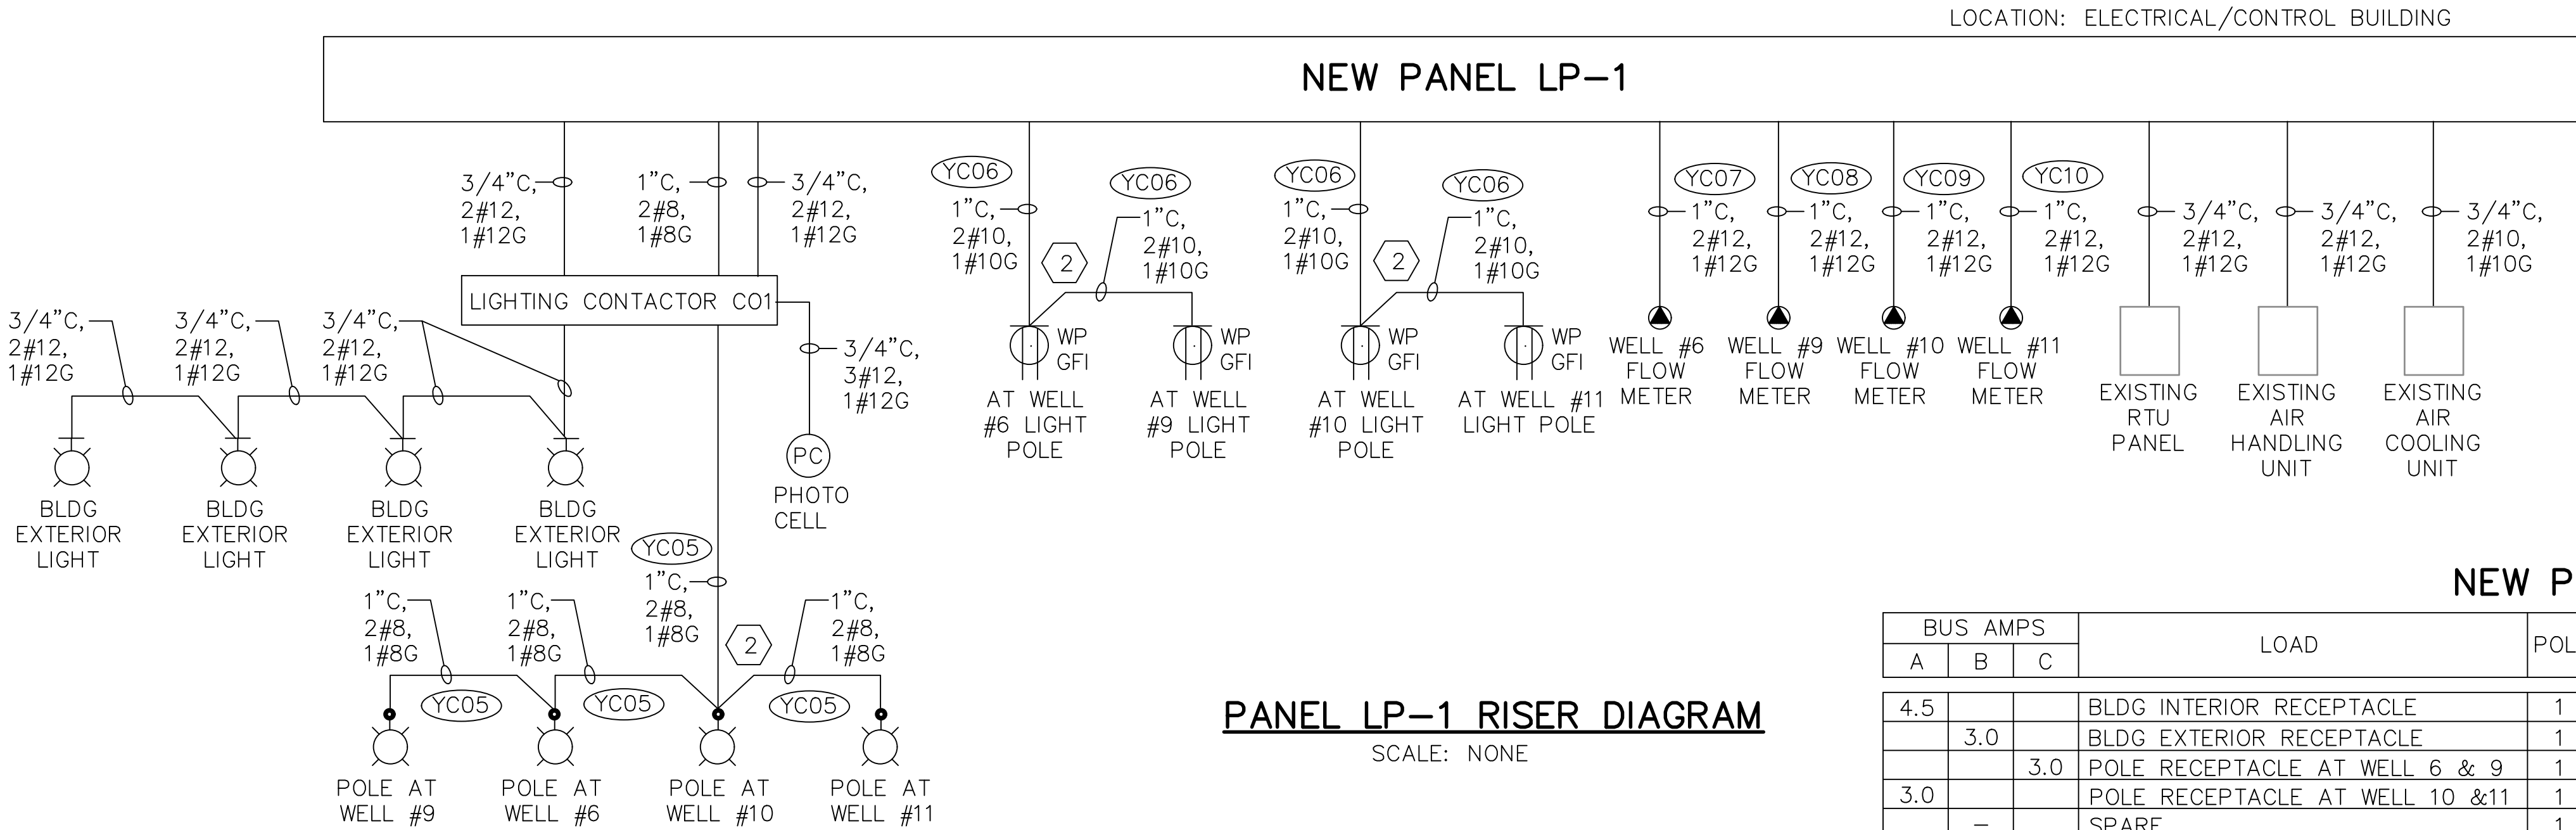 LOCATION: ELECTRICAL/CONTROL BUILDING
NEW PANEL LP-1
3/4"C,
2#12,
1#12G
1"C,
2#8,
1#8G
3/4"C,
2#12,
1#12G
YC06
1"C,
2#10,
1#10G
2
YC06
1"C,
2#10,
1#10G
YC06
1"C,
2#10,
1#10G
2
YC06
1"C,
2#10,
1#10G
YC07
1"C,
2#12,
1#12G
YC08
1"C,
2#12,
1#12G
YC09
1"C,
2#12,
1#12G
YC10
1"C,
2#12,
1#12G
3/4"C,
2#12,
1#12G
3/4"C,
2#12,
1#12G
3/4"C,
2#10,
1#10G
LIGHTING CONTACTOR CO1
3/4"C,
2#12,
1#12G
3/4"C,
2#12,
1#12G
3/4"C,
2#12,
1#12G
3/4"C,
3#12,
1#12G
WP
GFI
AT WELL
#6 LIGHT
POLE
WP
GFI
AT WELL
#9 LIGHT
POLE
WP
GFI
AT WELL
#10 LIGHT
POLE
WP
GFI
AT WELL #11
LIGHT POLE
WELL #6
FLOW
METER
WELL #9
FLOW
METER
WELL #10
FLOW
METER
WELL #11
FLOW
METER
EXISTING
RTU
PANEL
EXISTING
AIR
HANDLING
UNIT
EXISTING
AIR
COOLING
UNIT
BLDG
EXTERIOR
LIGHT
BLDG
EXTERIOR
LIGHT
BLDG
EXTERIOR
LIGHT
BLDG
EXTERIOR
LIGHT
PC
PHOTO
CELL
YC05
1"C,
2#8,
1#8G
2
1"C,
2#8,
1#8G
YC05
1"C,
2#8,
1#8G
YC05
1"C,
2#8,
1#8G
YC05
POLE AT
WELL #9
POLE AT
WELL #6
POLE AT
WELL #10
POLE AT
WELL #11
PANEL LP-1 RISER DIAGRAM
SCALE: NONE
NEW P
BUS AMPS LOAD POL
A B C
4.5 BLDG INTERIOR RECEPTACLE 1
3.0 BLDG EXTERIOR RECEPTACLE 1
3.0 POLE RECEPTACLE AT WELL 6 & 9 1
3.0 POLE RECEPTACLE AT WELL 10 &11 1
- SPARE 1